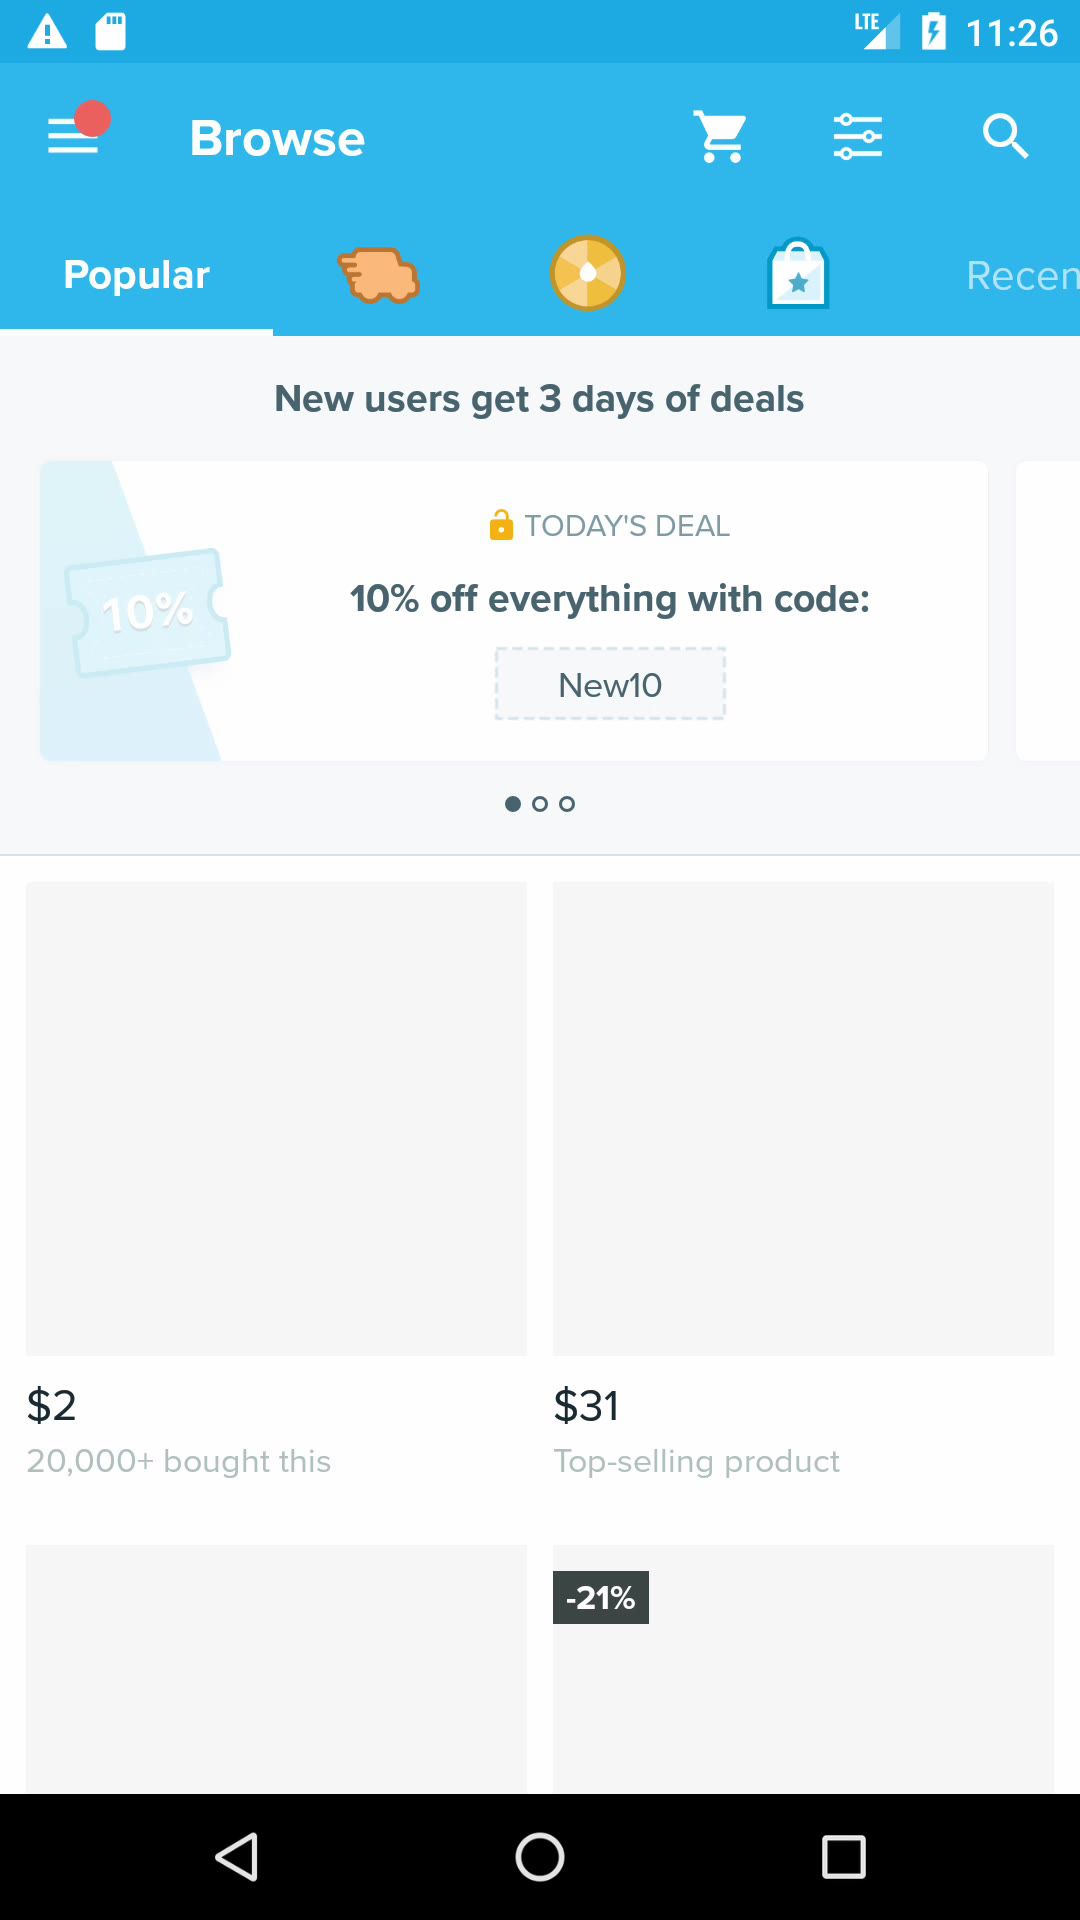 LTE 11:26
Browse
Popular Recen
New users get 3 days of deals
TODAY'S DEAL
10% off everything with code:
10%
New10
$2 $31
20,000+ bought this Top-selling product
-21%